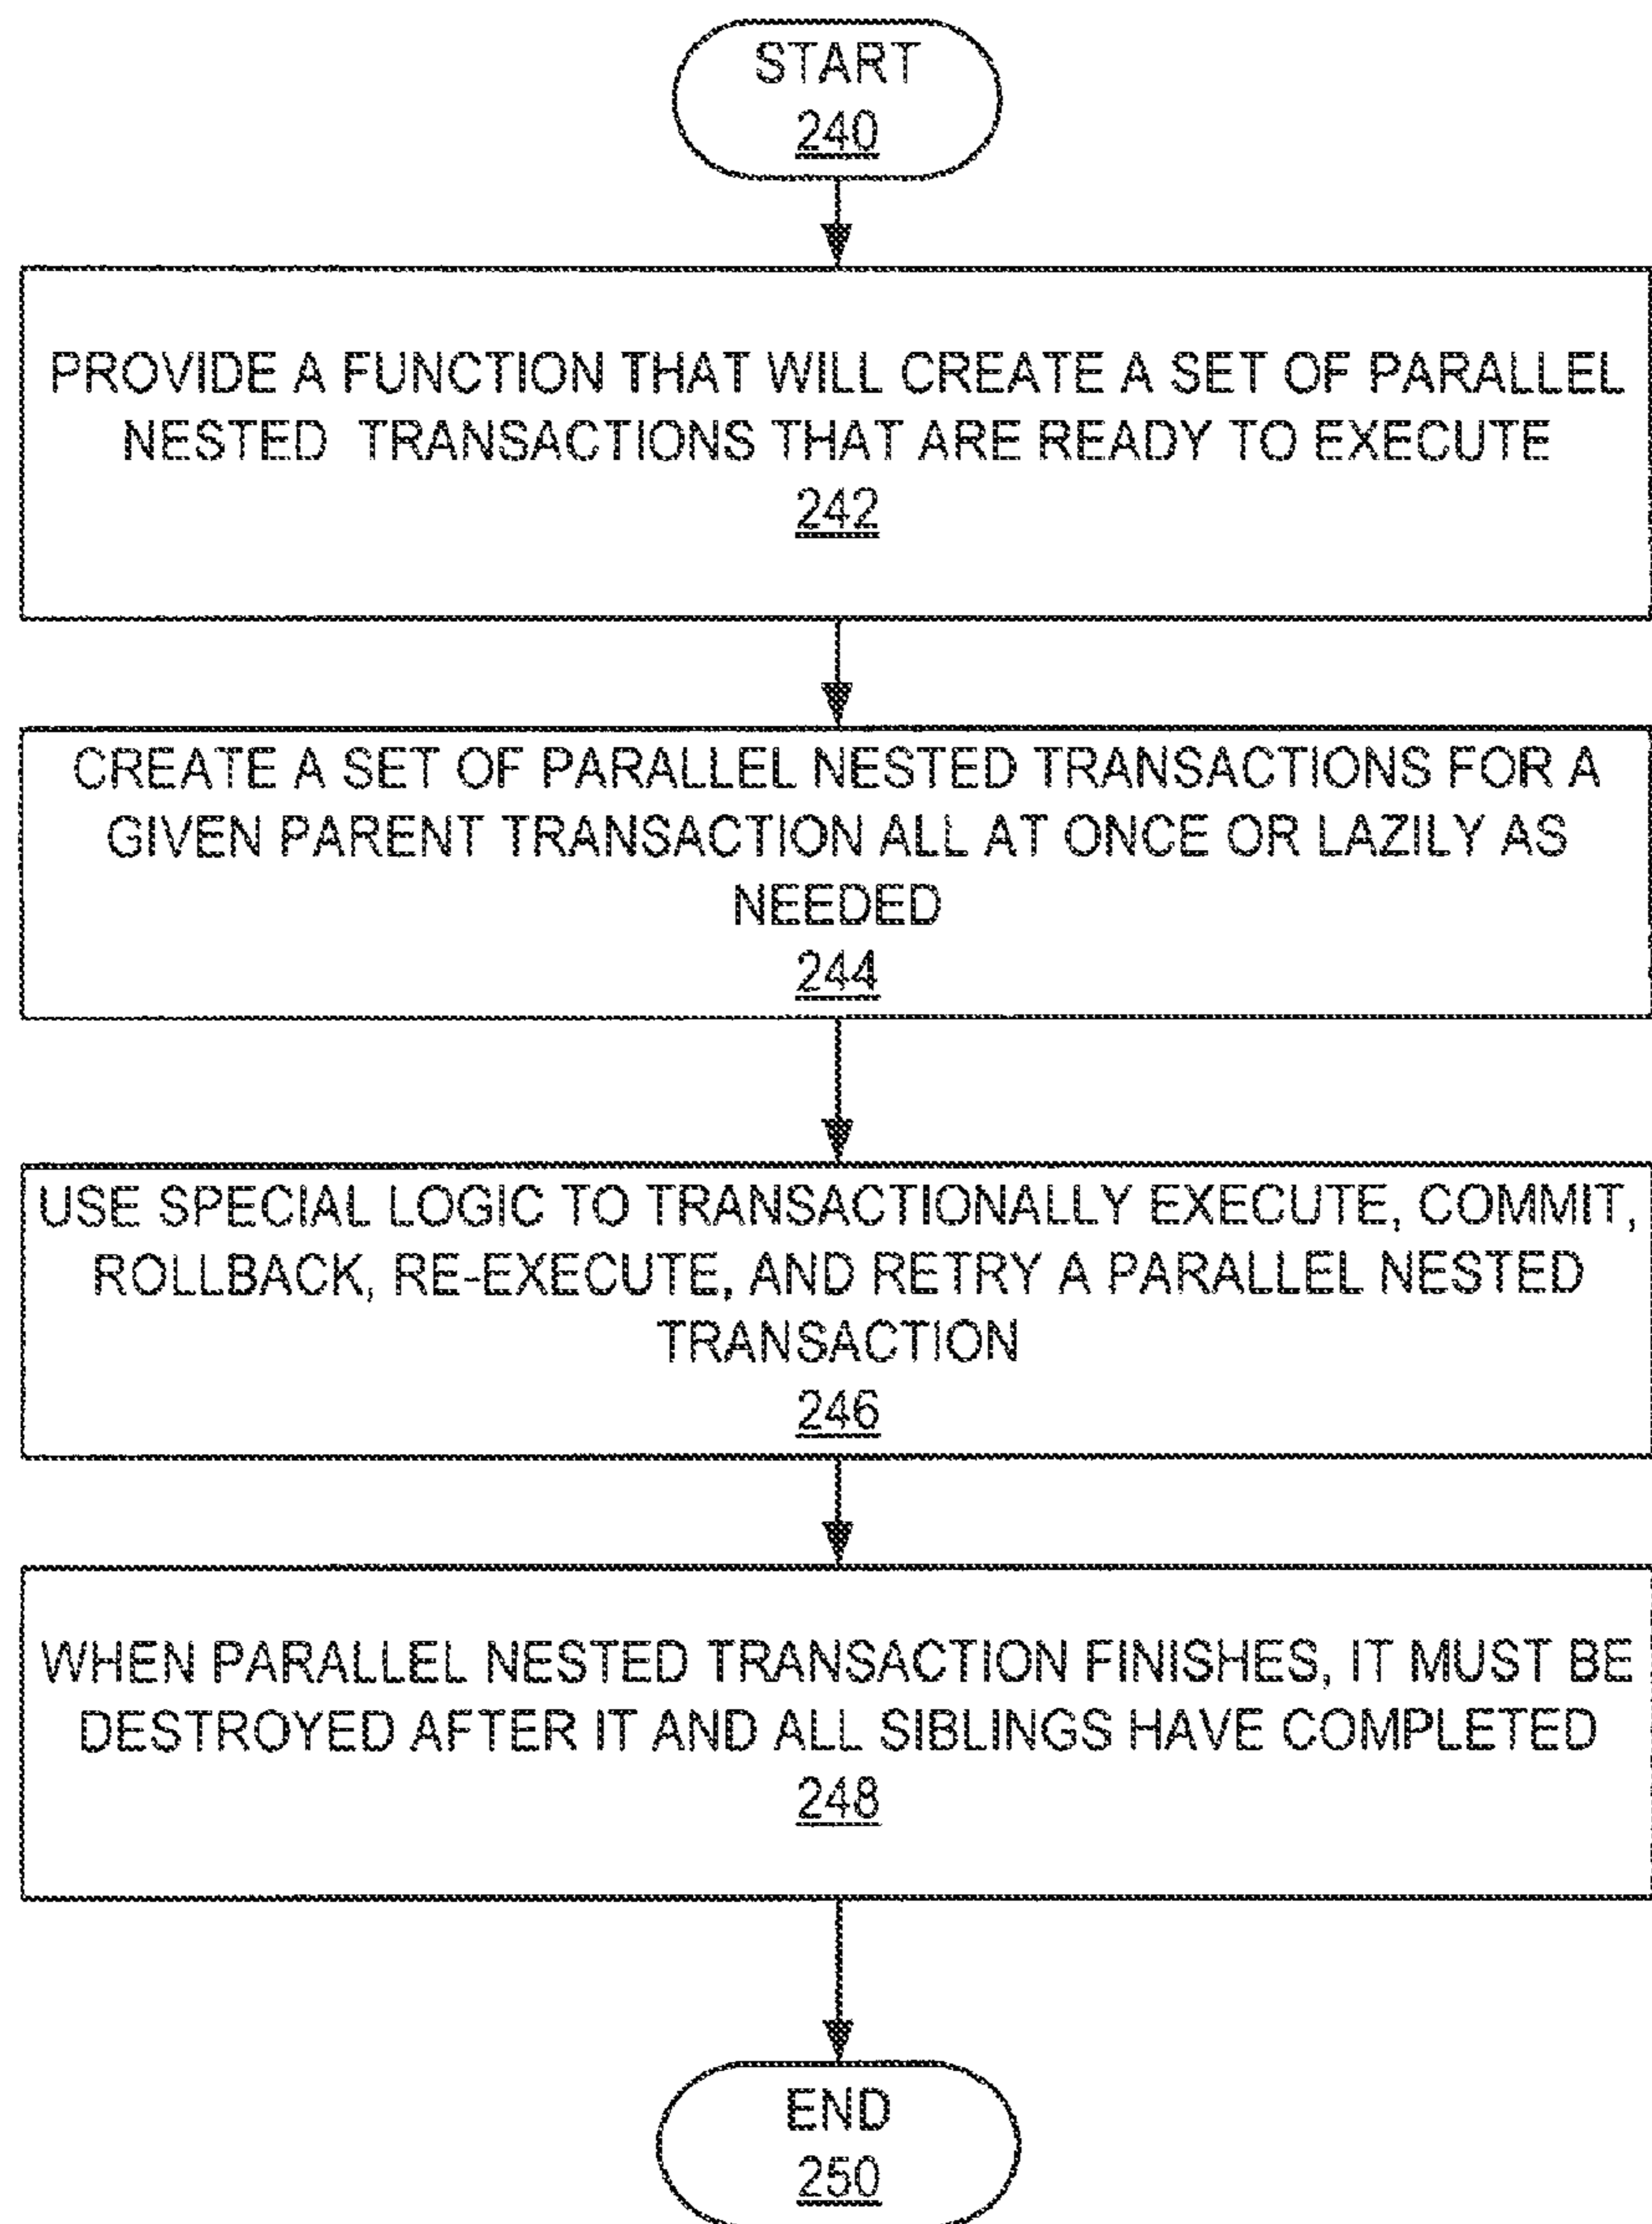 START
240
PROVIDE A FUNCTION THAT WILL CREATE A SET OF PARALLEL
NESTED TRANSACTIONS THAT ARE READY TO EXECUTE
242
CREATE A SET OF PARALLEL NESTED TRANSACTIONS FOR A
GIVEN PARENT TRANSACTION ALL AT ONCE OR LAZILY AS
NEEDED
244
USE SPECIAL LOGIC TO TRANSACTIONALLY EXECUTE, COMMIT,
ROLLBACK, RE-EXECUTE, AND RETRY A PARALLEL NESTED
TRANSACTION
246
WHEN PARALLEL NESTED TRANSACTION FINISHES, IT MUST BE
DESTROYED AFTER IT AND ALL SIBLINGS HAVE COMPLETED
248
END
250